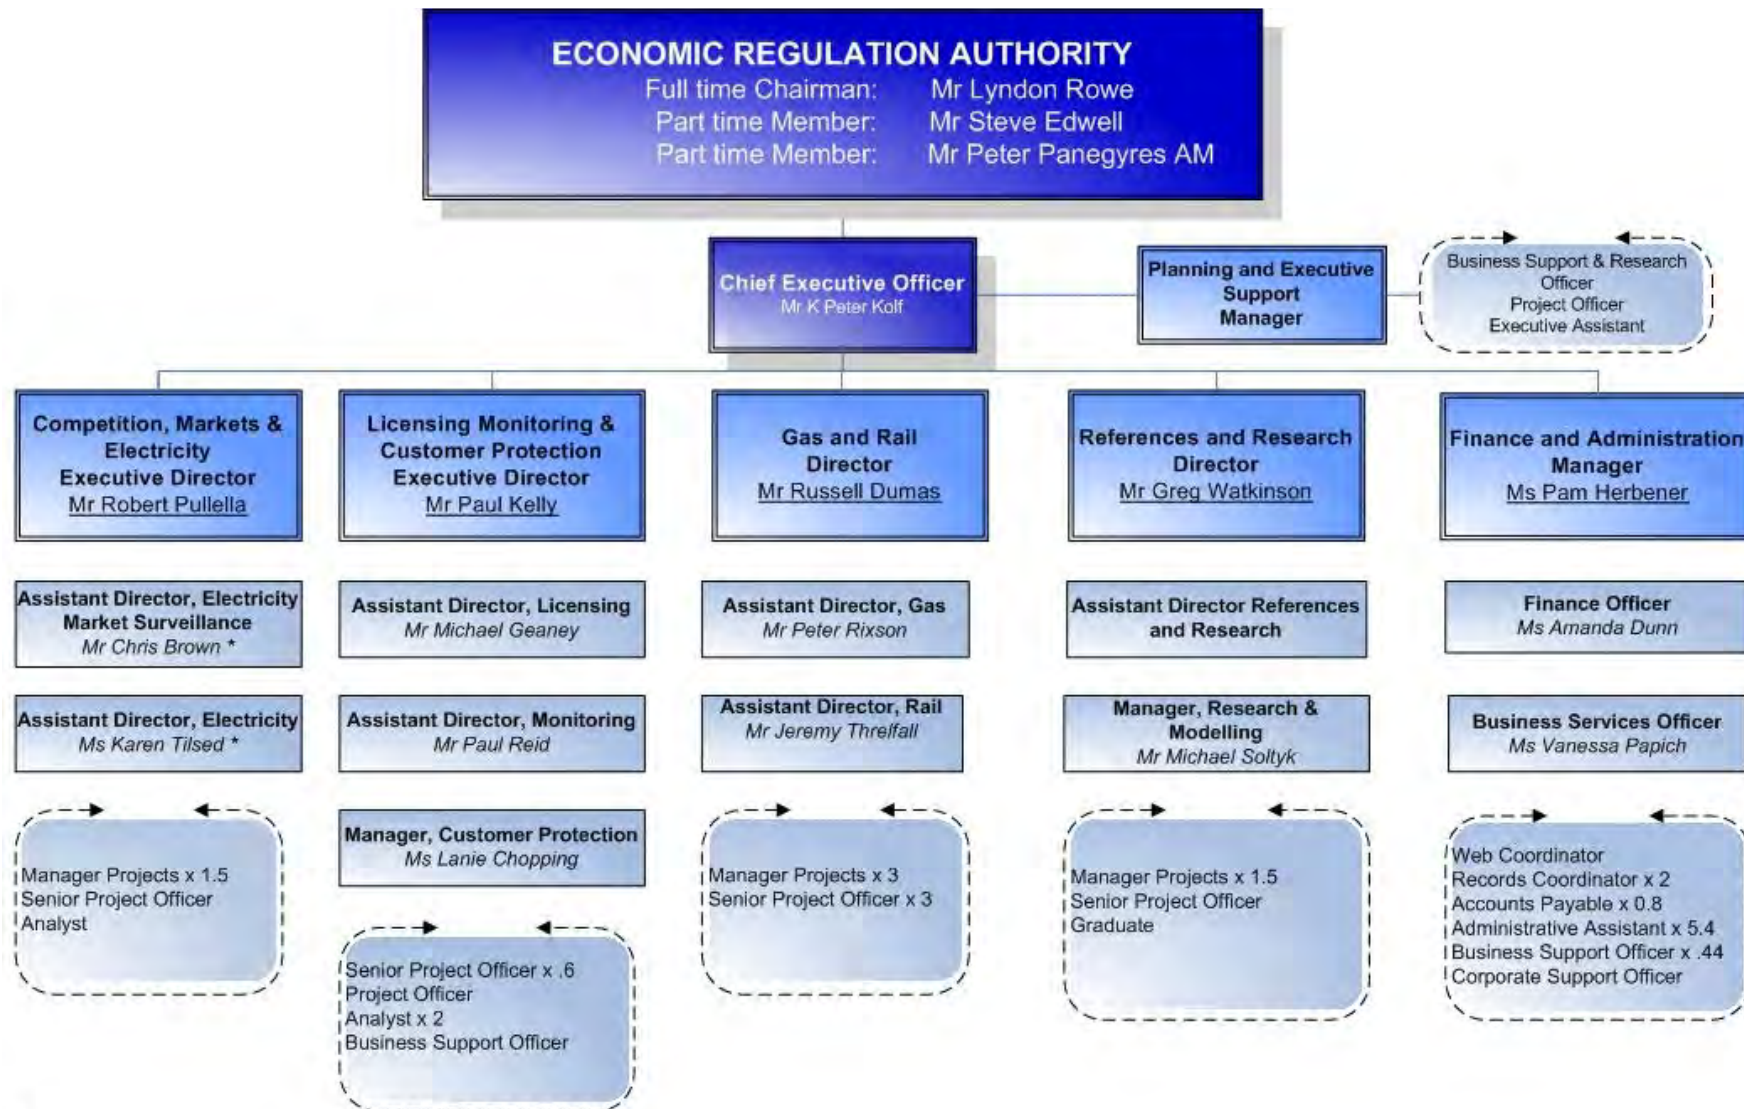 ECONOMIC REGULATION AUTHORITY
Full time Chairman: Mr Lyndon Rowe
Part time Member: Mr Steve Edwell
Part time Member: Mr Peter Panegyres AM
Chief Executive Officer
Mr K Peter Kolf
Planning and Executive
Support
Manager
Business Support & Research
Officer
Project Officer
Executive Assistant
Competition, Markets &
Electricity
Executive Director
Mr Robert Pullella
Assistant Director, Electricity
Market Surveillance
Mr Chris Brown *
Assistant Director, Electricity
Ms Karen Tilsed *
Manager Projects x 1.5
Senior Project Officer
Analyst
Licensing Monitoring &
Customer Protection
Executive Director
Mr Paul Kelly
Assistant Director, Licensing
Mr Michael Geaney
Assistant Director, Monitoring
Mr Paul Reid
Manager, Customer Protection
Ms Lanie Chopping
Senior Project Officer x .6
Project Officer
Analyst x 2
Business Support Officer
Gas and Rail
Director
Mr Russell Dumas
Assistant Director, Gas
Mr Peter Rixson
Assistant Director, Rail
Mr Jeremy Threlfall
Manager Projects x 3
Senior Project Officer x 3
References and Research
Director
Mr Greg Watkinson
Assistant Director References
and Research
Manager, Research &
Modelling
Mr Michael Soltyk
Manager Projects x 1.5
Senior Project Officer
Graduate
Finance and Administration
Manager
Ms Pam Herbener
Finance Officer
Ms Amanda Dunn
Business Services Officer
Ms Vanessa Papich
Web Coordinator
Records Coordinator x 2
Accounts Payable x 0.8
Administrative Assistant x 5.4
Business Support Officer x .44
Corporate Support Officer